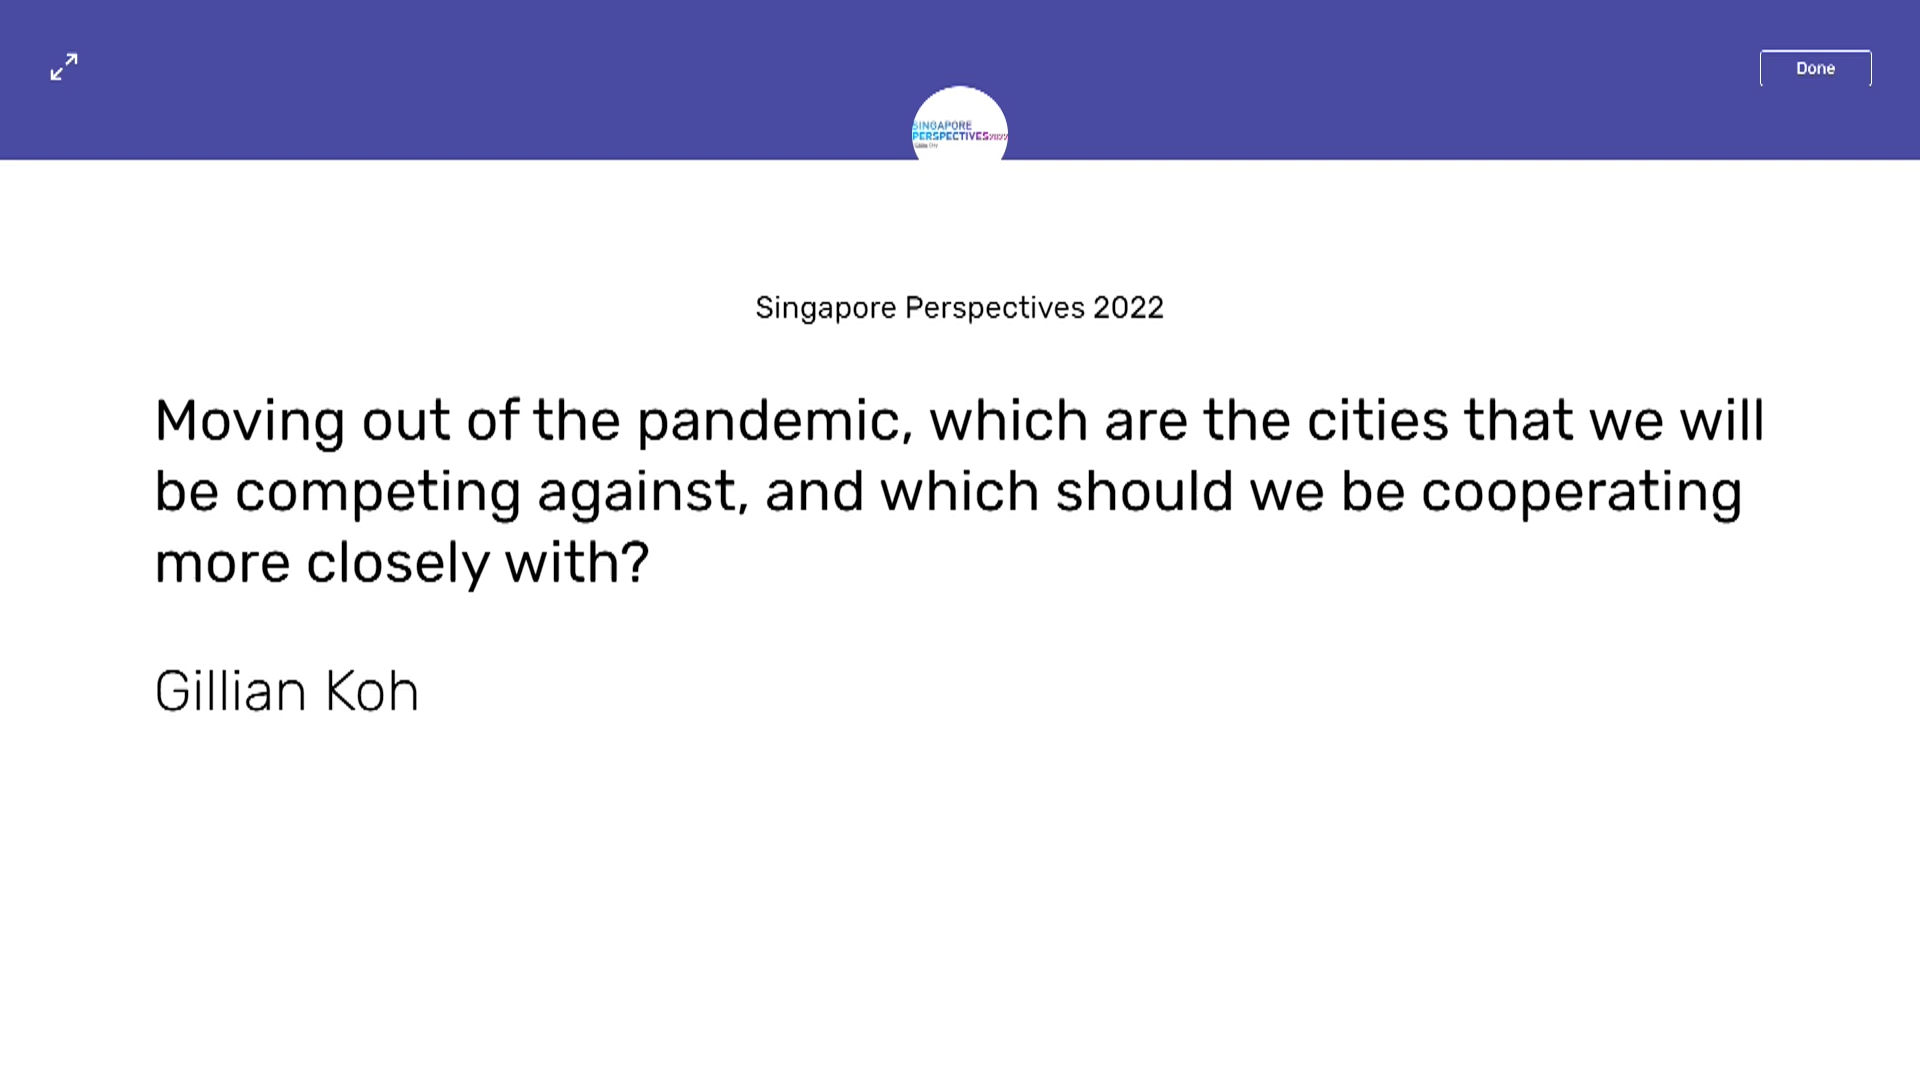 Done
SINGAPORE
PERSPECTIVES2022
Singapore Perspectives 2022
Moving out of the pandemic, which are the cities that we will
be competing against, and which should we be cooperating
more closely with?
Gillian Koh